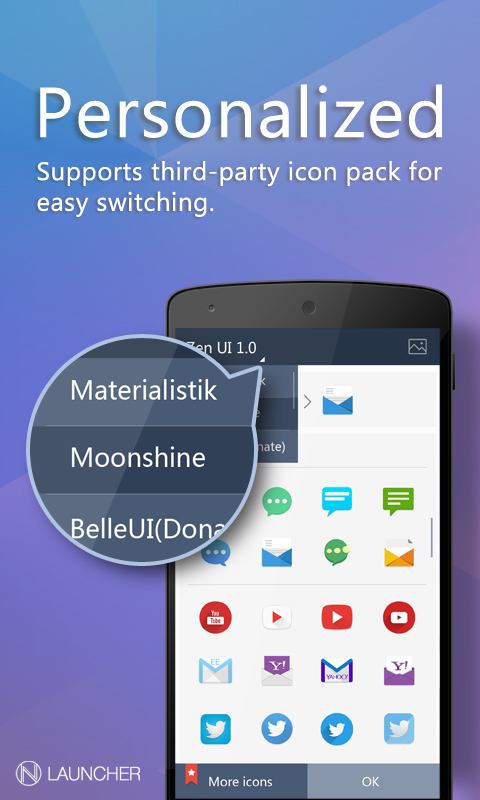 Personalized
Supports third-party icon pack for
easy switching.
Zen UI 1.0
Materialistik
Moonshine
BelleUI(Dona
nate)
You
Tube
EE
Y!
YAHOO!
Y!
More icons
OK
N LAUNCHER